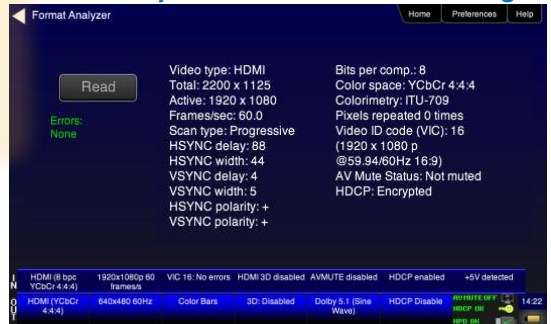 Format Analyzer
Home
Preferences
Help
Read
Errors:
None
Video type: HDMI
Total: 2200 x 1125
Active: 1920 x 1080
Frames/sec: 60.0
Scan type: Progressive
HSYNC delay: 88
HSYNC width: 44
VSYNC delay: 4
VSYNC width: 5
HSYNC polarity: +
VSYNC polarity: +
Bits per comp.: 8
Color space: YCbCr 4:4:4
Colorimetry: ITU-709
Pixels repeated 0 times
Video ID code (VIC): 16
(1920 x 1080 p
@59.94/60Hz 16:9)
AV Mute Status: Not
muted
HDCP: Encrypted
IN
HDMI (8 bpc
YCbCr 4:4:4)
1920x1080p 60
frames/s
VIC 16: No errors
HDMI 3D disabled
AVMUTE disabled
HDCP enabled
+5V detected
OUT
HDMI (YCbCr
4:4:4)
640x480 60Hz
Color Bars
3D: Disabled
Dolby 5.1 (Sine
Wave)
HDCP Disable
AVMUTE OFF
HDCP OK
HPD OK
14:22